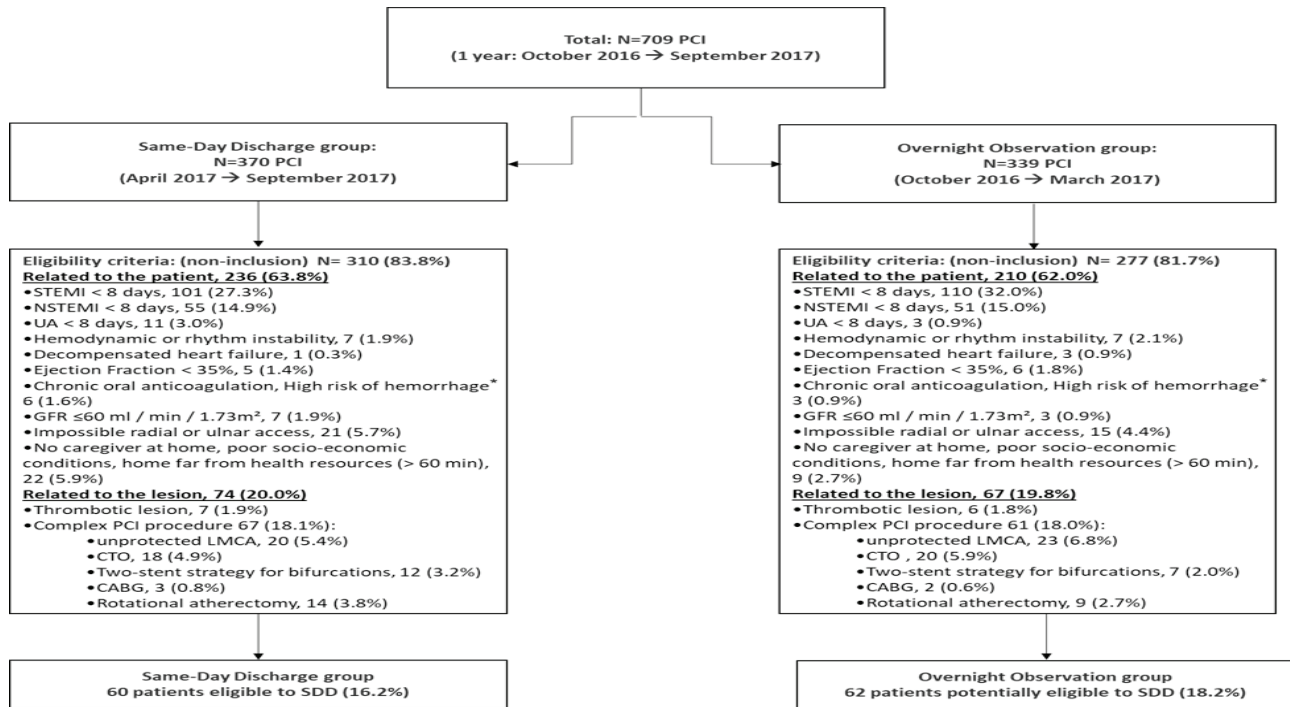 Total: N=709 PCI
(1 year: October 2016 → September 2017)
Same-Day Discharge group:
N=370 PCI
(April 2017 → September 2017)
Overnight Observation group:
N=339 PCI
(October 2016 → March 2017)
Eligibility criteria: (non-inclusion) N= 310 (83.8%)
Related to the patient, 236 (63.8%)
•STEMI < 8 days, 101 (27.3%)
•NSTEMI < 8 days, 55 (14.9%)
•UA < 8 days, 11 (3.0%)
•Hemodynamic or rhythm instability, 7 (1.9%)
•Decompensated heart failure, 1 (0.3%)
•Ejection Fraction < 35%, 5 (1.4%)
•Chronic oral anticoagulation, High risk of hemorrhage*
6 (1.6%)
•GFR ≤60 ml / min / 1.73m², 7 (1.9%)
•Impossible radial or ulnar access, 21 (5.7%)
•No caregiver at home, poor socio-economic
conditions, home far from health resources (> 60 min),
22 (5.9%)
Related to the lesion, 74 (20.0%)
•Thrombotic lesion, 7 (1.9%)
•Complex PCI procedure 67 (18.1%):
•unprotected LMCA, 20 (5.4%)
•CTO, 18 (4.9%)
•Two-stent strategy for bifurcations, 12 (3.2%)
•CABG, 3 (0.8%)
•Rotational atherectomy, 14 (3.8%)
Eligibility criteria: (non-inclusion) N= 277 (81.7%)
Related to the patient, 210 (62.0%)
•STEMI < 8 days, 110 (32.0%)
•NSTEMI < 8 days, 51 (15.0%)
•UA < 8 days, 3 (0.9%)
•Hemodynamic or rhythm instability, 7 (2.1%)
•Decompensated heart failure, 3 (0.9%)
•Ejection Fraction < 35%, 6 (1.8%)
•Chronic oral anticoagulation, High risk of hemorrhage*
3 (0.9%)
•GFR ≤60 ml / min / 1.73m², 3 (0.9%)
•Impossible radial or ulnar access, 15 (4.4%)
•No caregiver at home, poor socio-economic
conditions, home far from health resources (> 60 min),
9 (2.7%)
Related to the lesion, 67 (19.8%)
•Thrombotic lesion, 6 (1.8%)
•Complex PCI procedure 61 (18.0%):
•unprotected LMCA, 23 (6.8%)
•CTO , 20 (5.9%)
•Two-stent strategy for bifurcations, 7 (2.0%)
•CABG, 2 (0.6%)
•Rotational atherectomy, 9 (2.7%)
Same-Day Discharge group
60 patients eligible to SDD (16.2%)
Overnight Observation group
62 patients potentially eligible to SDD (18.2%)